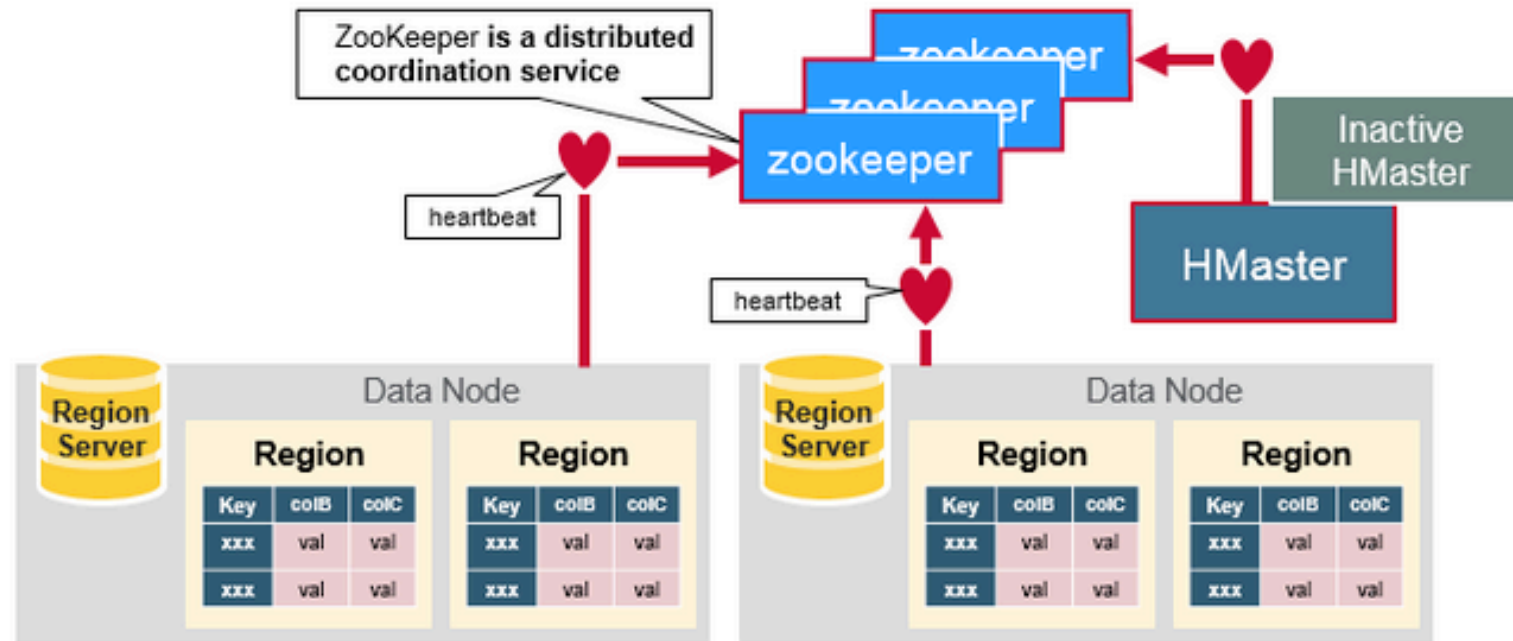 ZooKeeper is a distributed
coordination service
zookeeper
zookeeper
zookeeper
Inactive
HMaster
HMaster
heartbeat
heartbeat
Data Node
Region
Server
Region
Key colB colC
xxx val val
xxx val val
Region
Key colB colC
xxx val val
xxx val val
Data Node
Region
Server
Region
Key colB colC
xxx val val
xxx val val
Region
Key colB colC
xxx val val
xxx val val